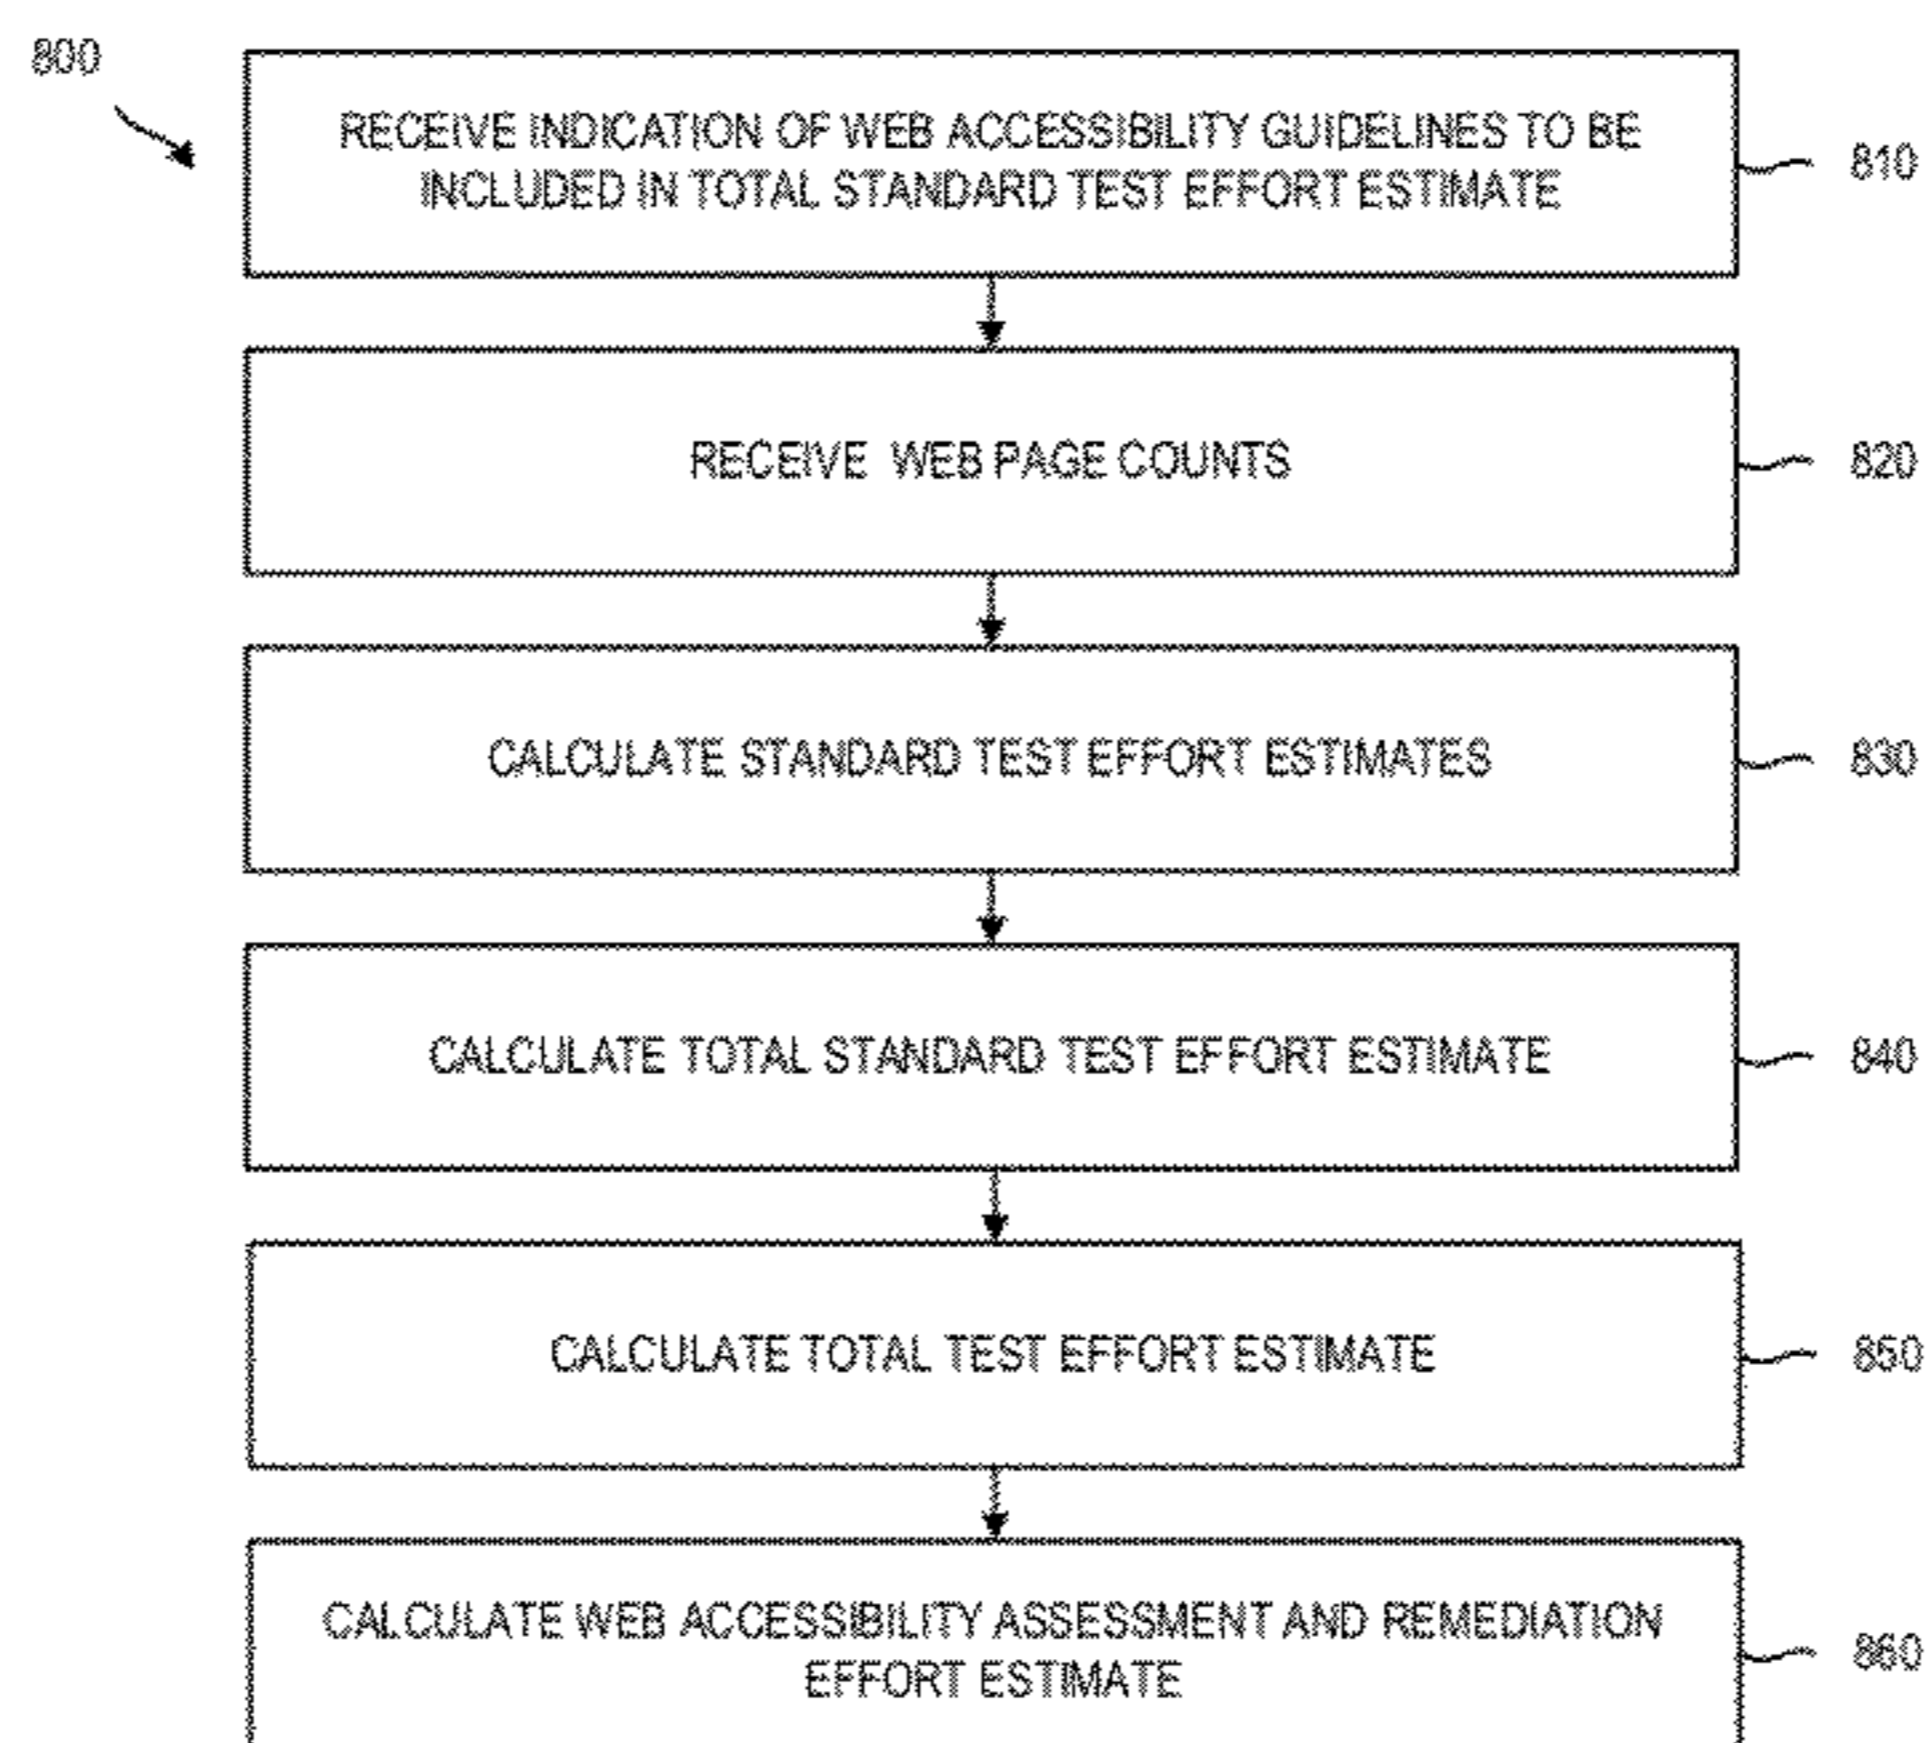 800
RECEIVE INDICATION OF WEB ACCESSIBILITY GUIDELINES TO BE
INCLUDED IN TOTAL STANDARD TEST EFFORT ESTIMATE
810
RECEIVE WEB PAGE COUNTS
820
CALCULATE STANDARD TEST EFFORT ESTIMATES
830
CALCULATE TOTAL STANDARD TEST EFFORT ESTIMATE
840
CALCULATE TOTAL TEST EFFORT ESTIMATE
850
CALCULATE WEB ACCESSIBILITY ASSESSMENT AND REMEDIATION
EFFORT ESTIMATE
860